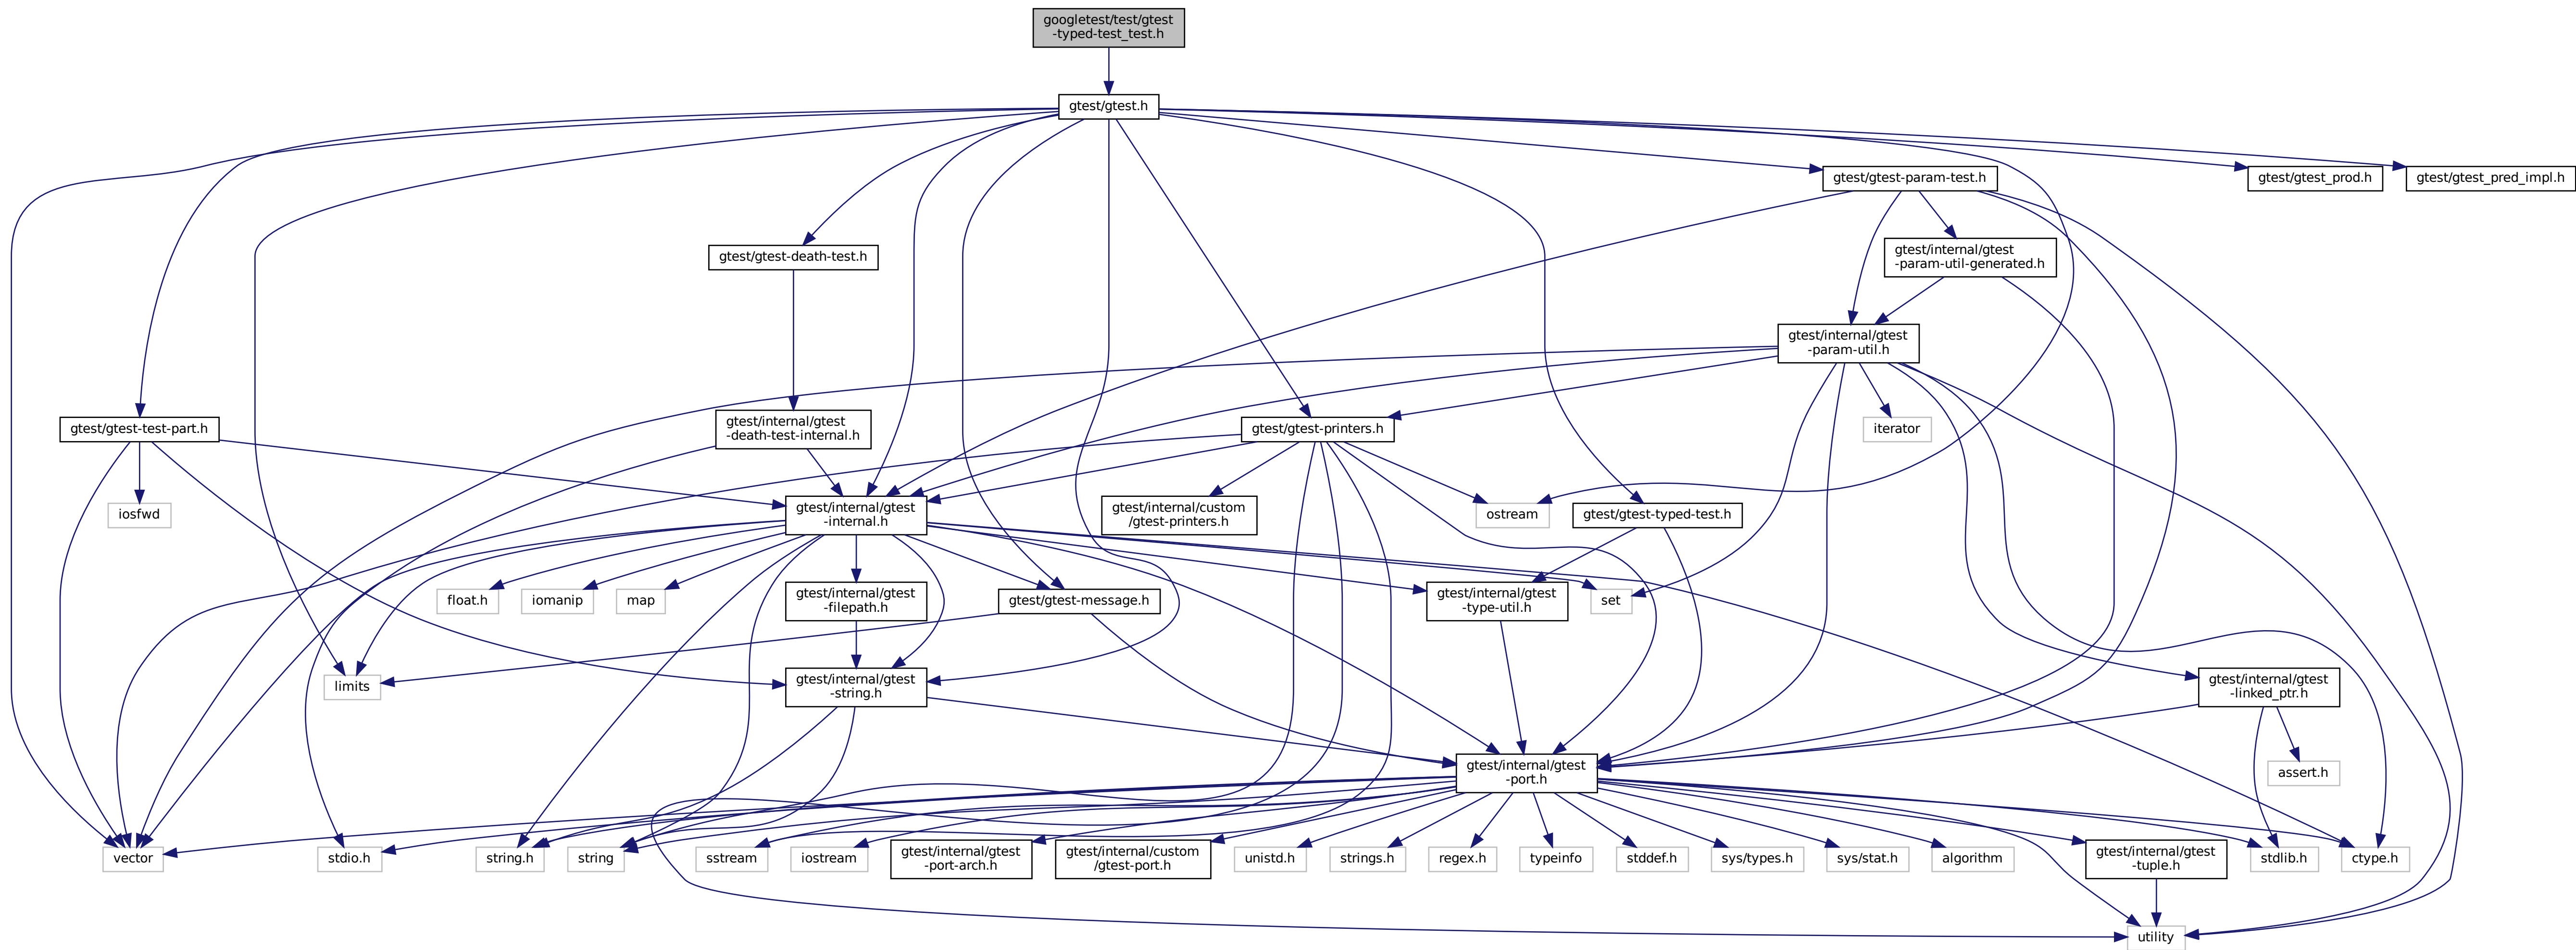 googletest/test/gtest
-typed-test_test.h
gtest/gtest.h
gtest/gtest-param-test.h
gtest/gtest_prod.h
gtest/gtest_pred_impl.h
gtest/gtest-death-test.h
gtest/internal/gtest
-param-util-generated.h
gtest/internal/gtest
-param-util.h
gtest/gtest-test-part.h
gtest/internal/gtest
-death-test-internal.h
gtest/gtest-printers.h
iterator
iosfwd
gtest/internal/gtest
-internal.h
gtest/internal/custom
/gtest-printers.h
ostream
gtest/gtest-typed-test.h
float.h
iomanip
map
gtest/internal/gtest
-filepath.h
gtest/gtest-message.h
gtest/internal/gtest
-type-util.h
set
limits
gtest/internal/gtest
-string.h
gtest/internal/gtest
-linked_ptr.h
gtest/internal/gtest
-port.h
assert.h
vector
stdio.h
string.h
string
sstream
iostream
gtest/internal/gtest
-port-arch.h
gtest/internal/custom
/gtest-port.h
unistd.h
strings.h
regex.h
typeinfo
stddef.h
sys/types.h
sys/stat.h
algorithm
gtest/internal/gtest
-tuple.h
stdlib.h
ctype.h
utility